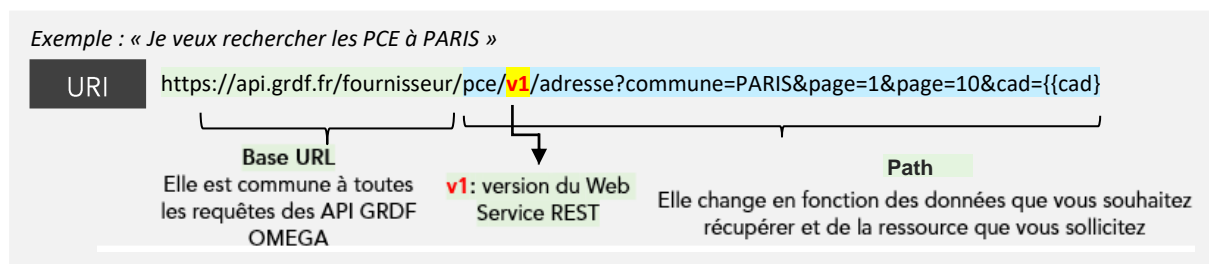 Exemple : « Je veux rechercher les PCE à PARIS »
URI
https://api.grdf.fr/fournisseur/pce/v1/adresse?commune=PARIS&page=1&page=10&cad={{cad}
Base URL
Elle est commune à toutes
les requêtes des API GRDF
OMEGA
v1: version du Web
Service REST
Path
Elle change en fonction des données que vous souhaitez
récupérer et de la ressource que vous sollicitez